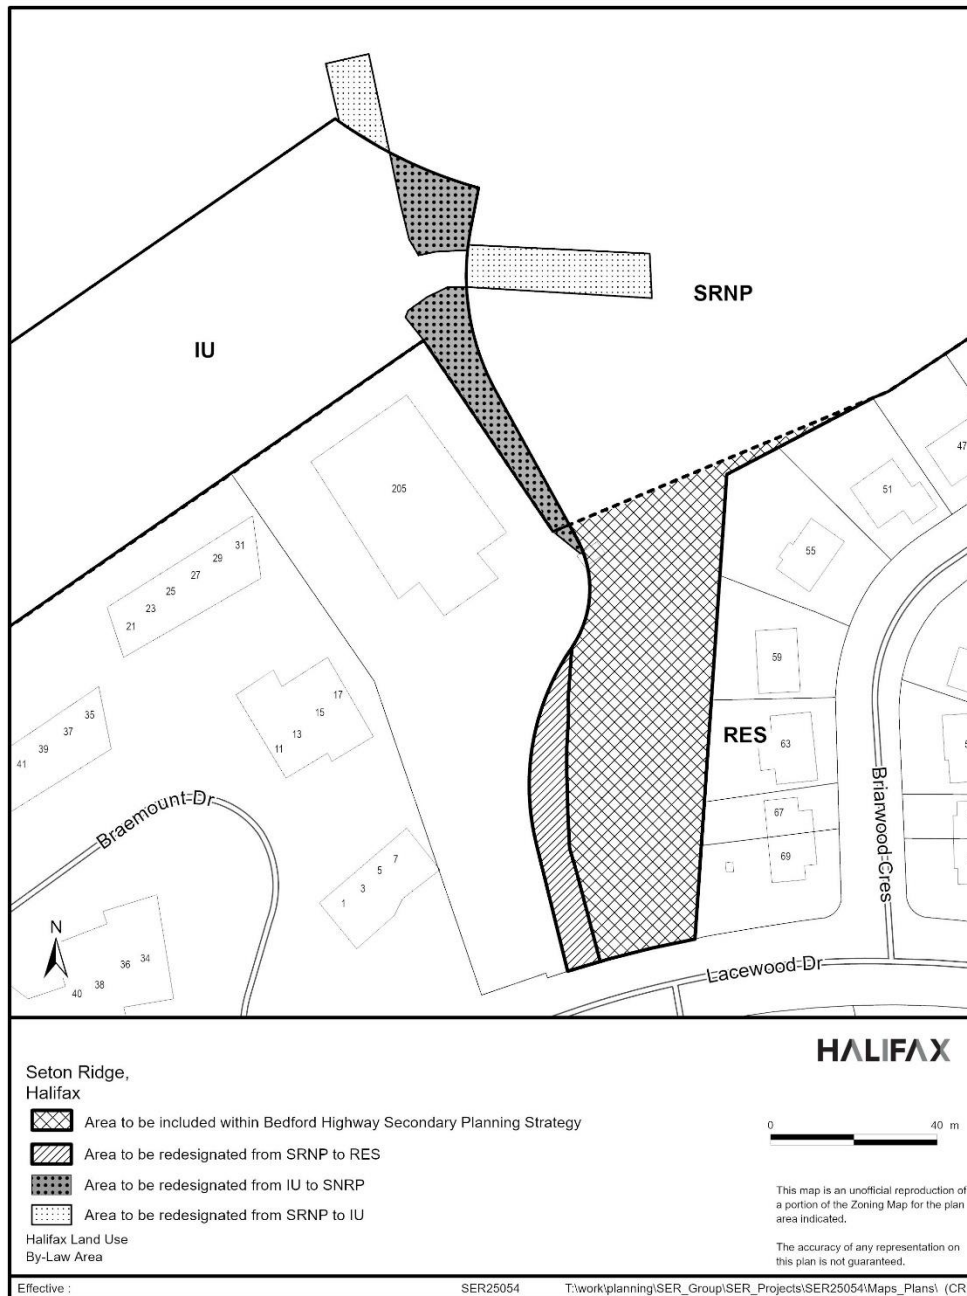 SRNP
IU
47
51
205
55
31
29
27
25
23
21
59
17
15
13
11
35
37
39
41
RES
63
67
69
Briarwood Cres
Braemount Dr
7
5
3
1
N
34
36
38
40
Lacewood Dr
HALIFAX
Seton Ridge,
Halifax
Area to be included within Bedford Highway Secondary Planning Strategy
Area to be redesignated from SRNP to RES
Area to be redesignated from IU to SNRP
Area to be redesignated from SRNP to IU
Halifax Land Use
By-Law Area
0 40 m
This map is an unofficial reproduction of
a portion of the Zoning Map for the plan
area indicated.
The accuracy of any representation on
this plan is not guaranteed.
Effective : SER25054 T:\work\planning\SER_Group\SER_Projects\SER25054\Maps_Plans\ (CR